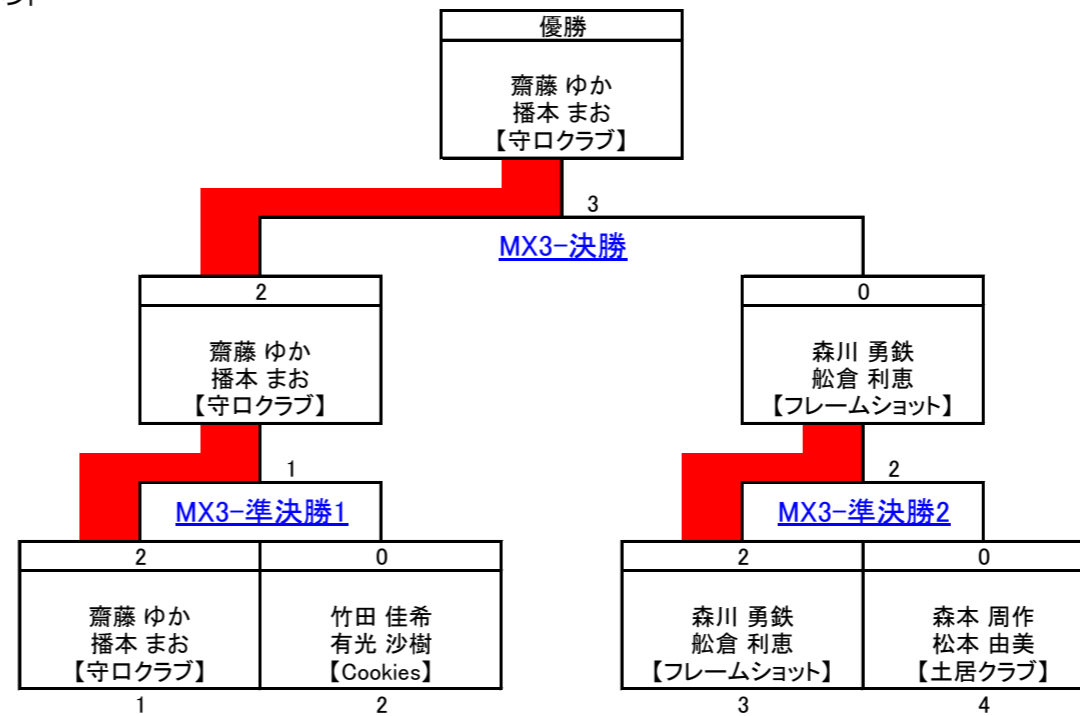 優勝
齋藤 ゆか
播本 まお
【守口クラブ】
3
MX3-決勝
2
齋藤 ゆか
播本 まお
【守口クラブ】
0
森川 勇鉄
舩倉 利恵
【フレームショット】
1
MX3-準決勝1
2
MX3-準決勝2
2
齋藤 ゆか
播本 まお
【守口クラブ】
1
0
竹田 佳希
有光 沙樹
【Cookies】
2
2
森川 勇鉄
舩倉 利恵
【フレームショット】
3
0
森本 周作
松本 由美
【土居クラブ】
4